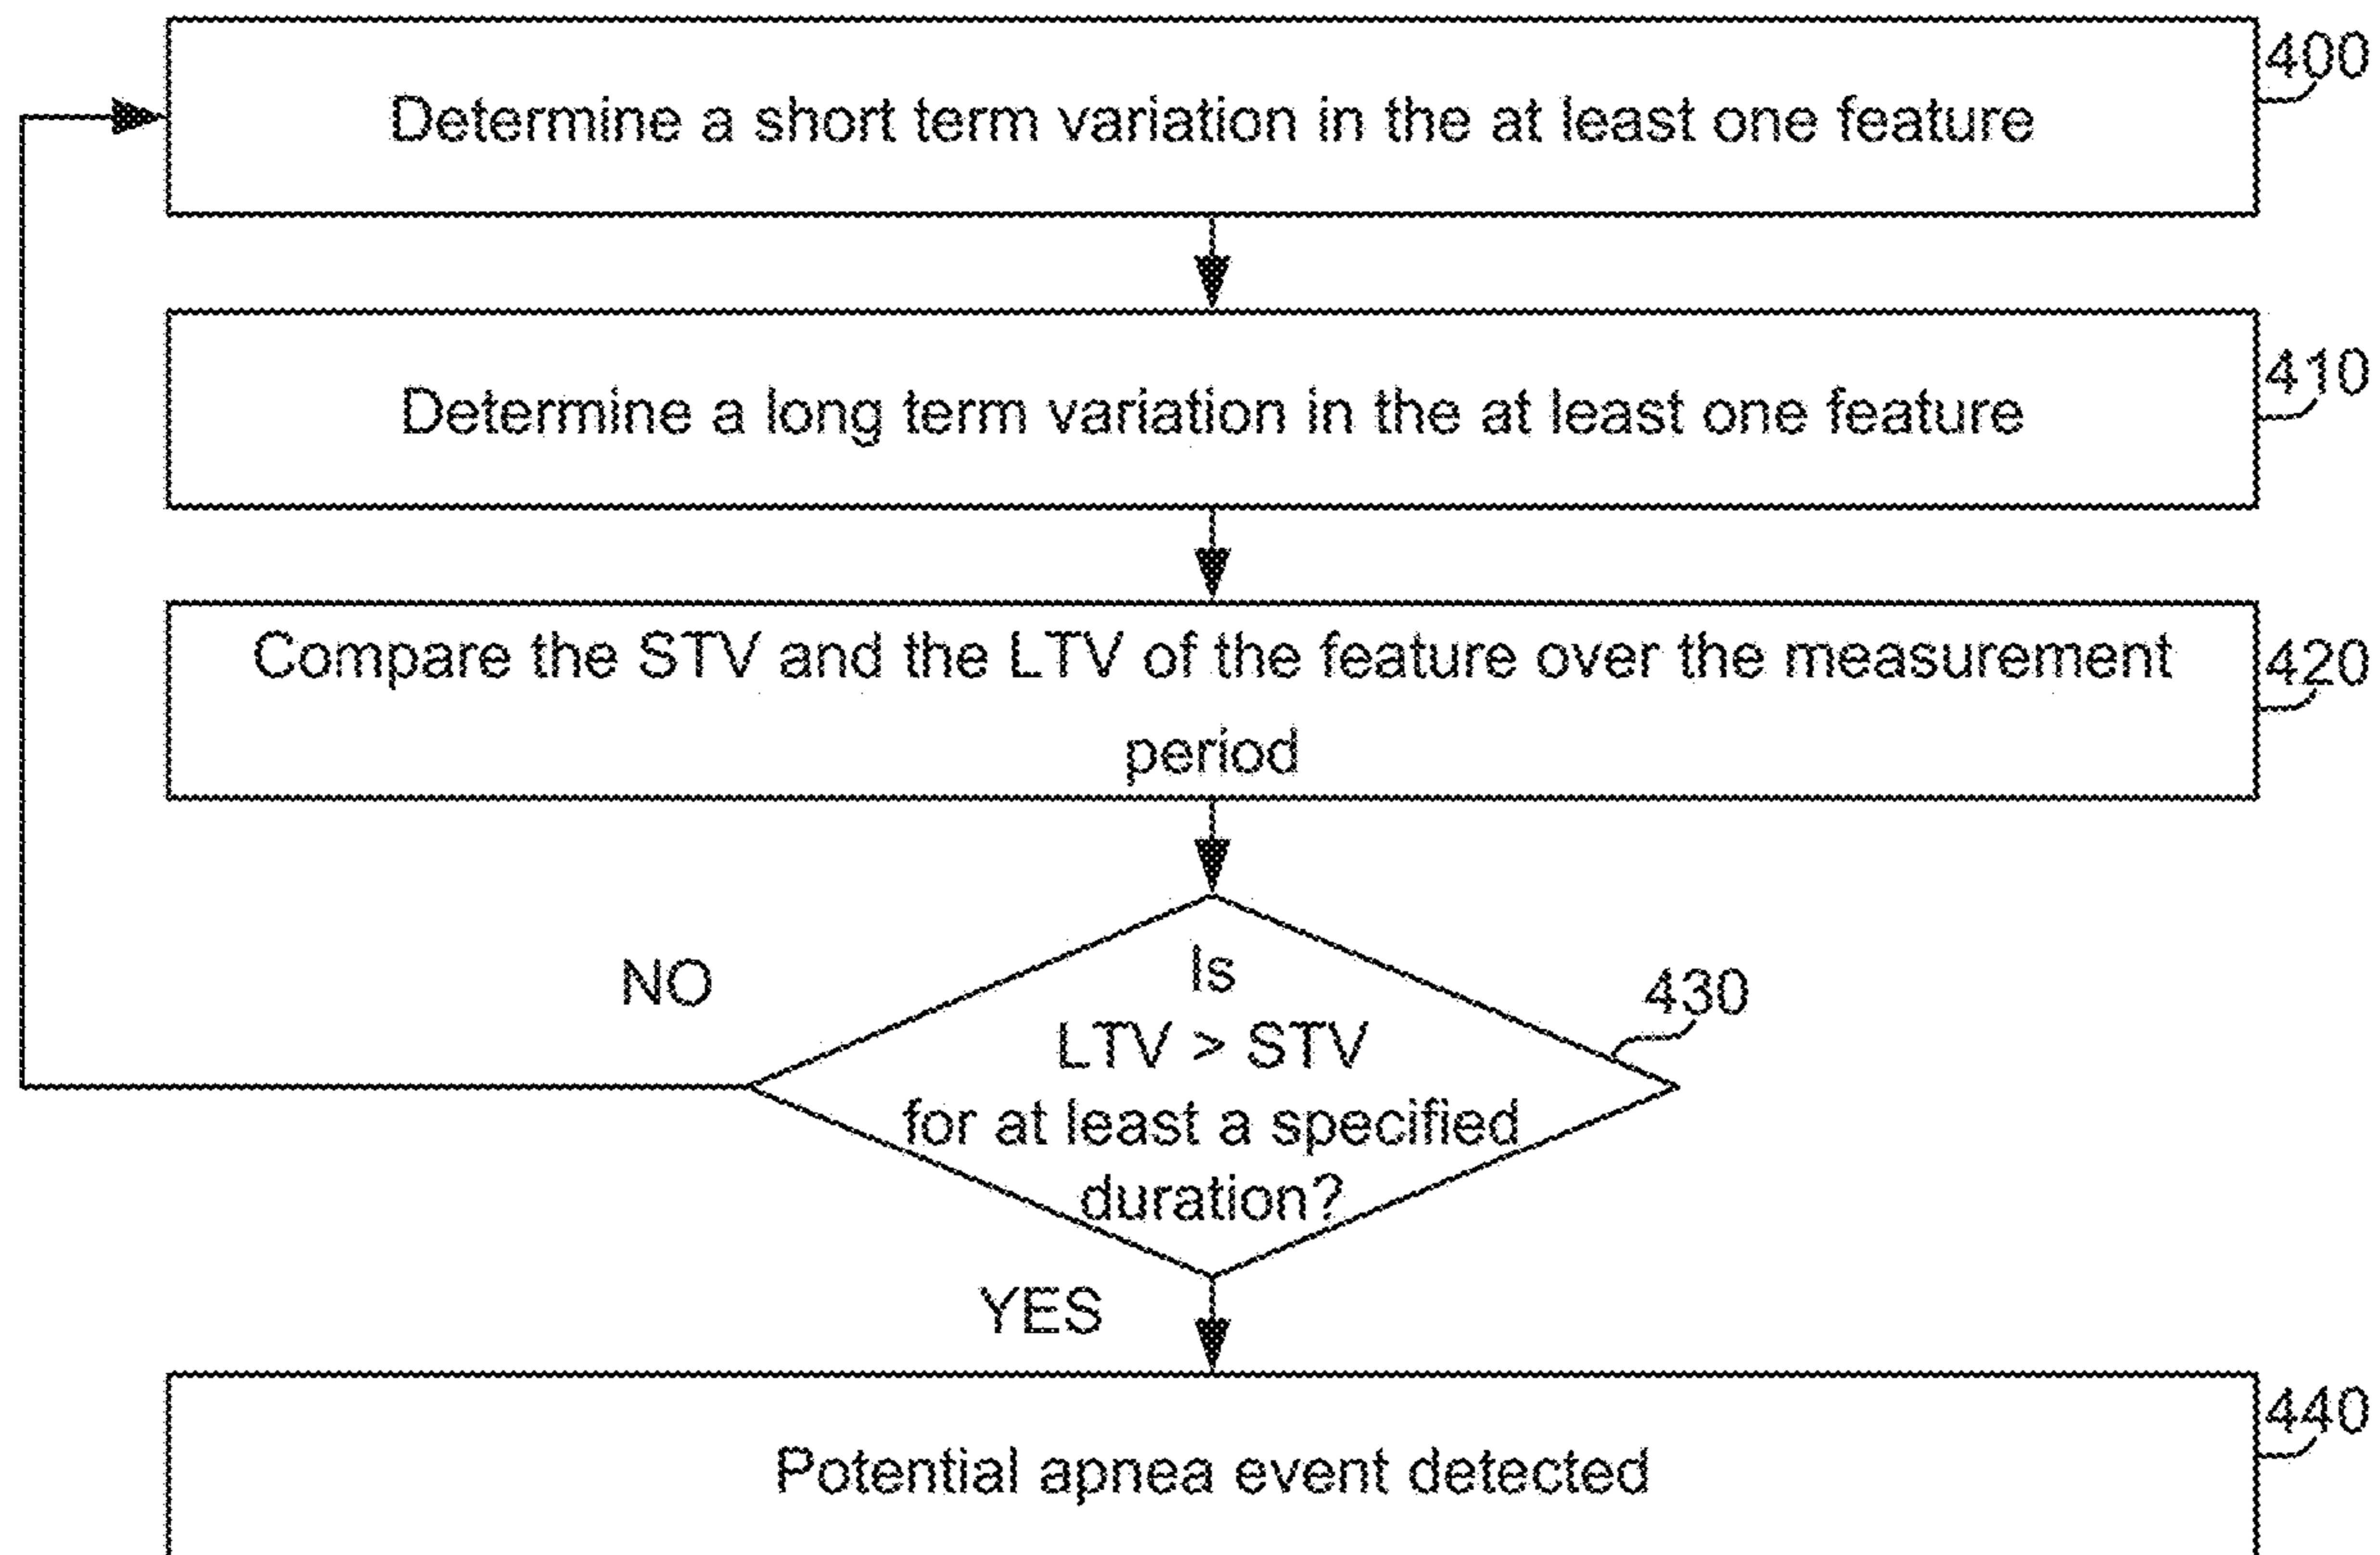 400
Determine a short term variation in the at least one feature
410
Determine a long term variation in the at least one feature
Compare the STV and the LTV of the feature over the measurement
420
period
NO
Is
430
LTV > STV
for at least a specified
duration?
YES
440
Potential apnea event detected